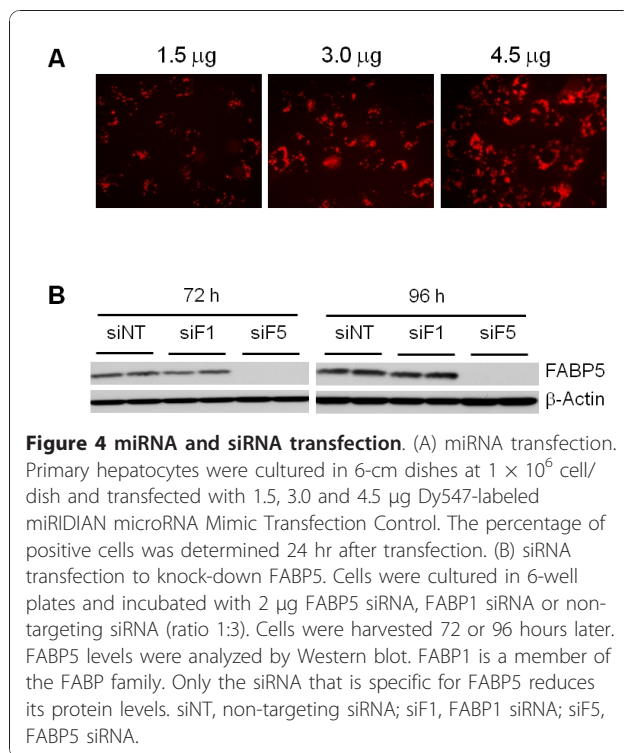 A
1.5 μg 3.0 μg 4.5 μg
B
72 h 96 h
siNT siF1 siF5 siNT siF1 siF5
FABP5
β-Actin
Figure 4 miRNA and siRNA transfection. (A) miRNA transfection.
Primary hepatocytes were cultured in 6-cm dishes at 1 × 10⁶ cell/
dish and transfected with 1.5, 3.0 and 4.5 μg Dy547-labeled
miRIDIAN microRNA Mimic Transfection Control. The percentage of
positive cells was determined 24 hr after transfection. (B) siRNA
transfection to knock-down FABP5. Cells were cultured in 6-well
plates and incubated with 2 μg FABP5 siRNA, FABP1 siRNA or non-
targeting siRNA (ratio 1:3). Cells were harvested 72 or 96 hours later.
FABP5 levels were analyzed by Western blot. FABP1 is a member of
the FABP family. Only the siRNA that is specific for FABP5 reduces
its protein levels. siNT, non-targeting siRNA; siF1, FABP1 siRNA; siF5,
FABP5 siRNA.